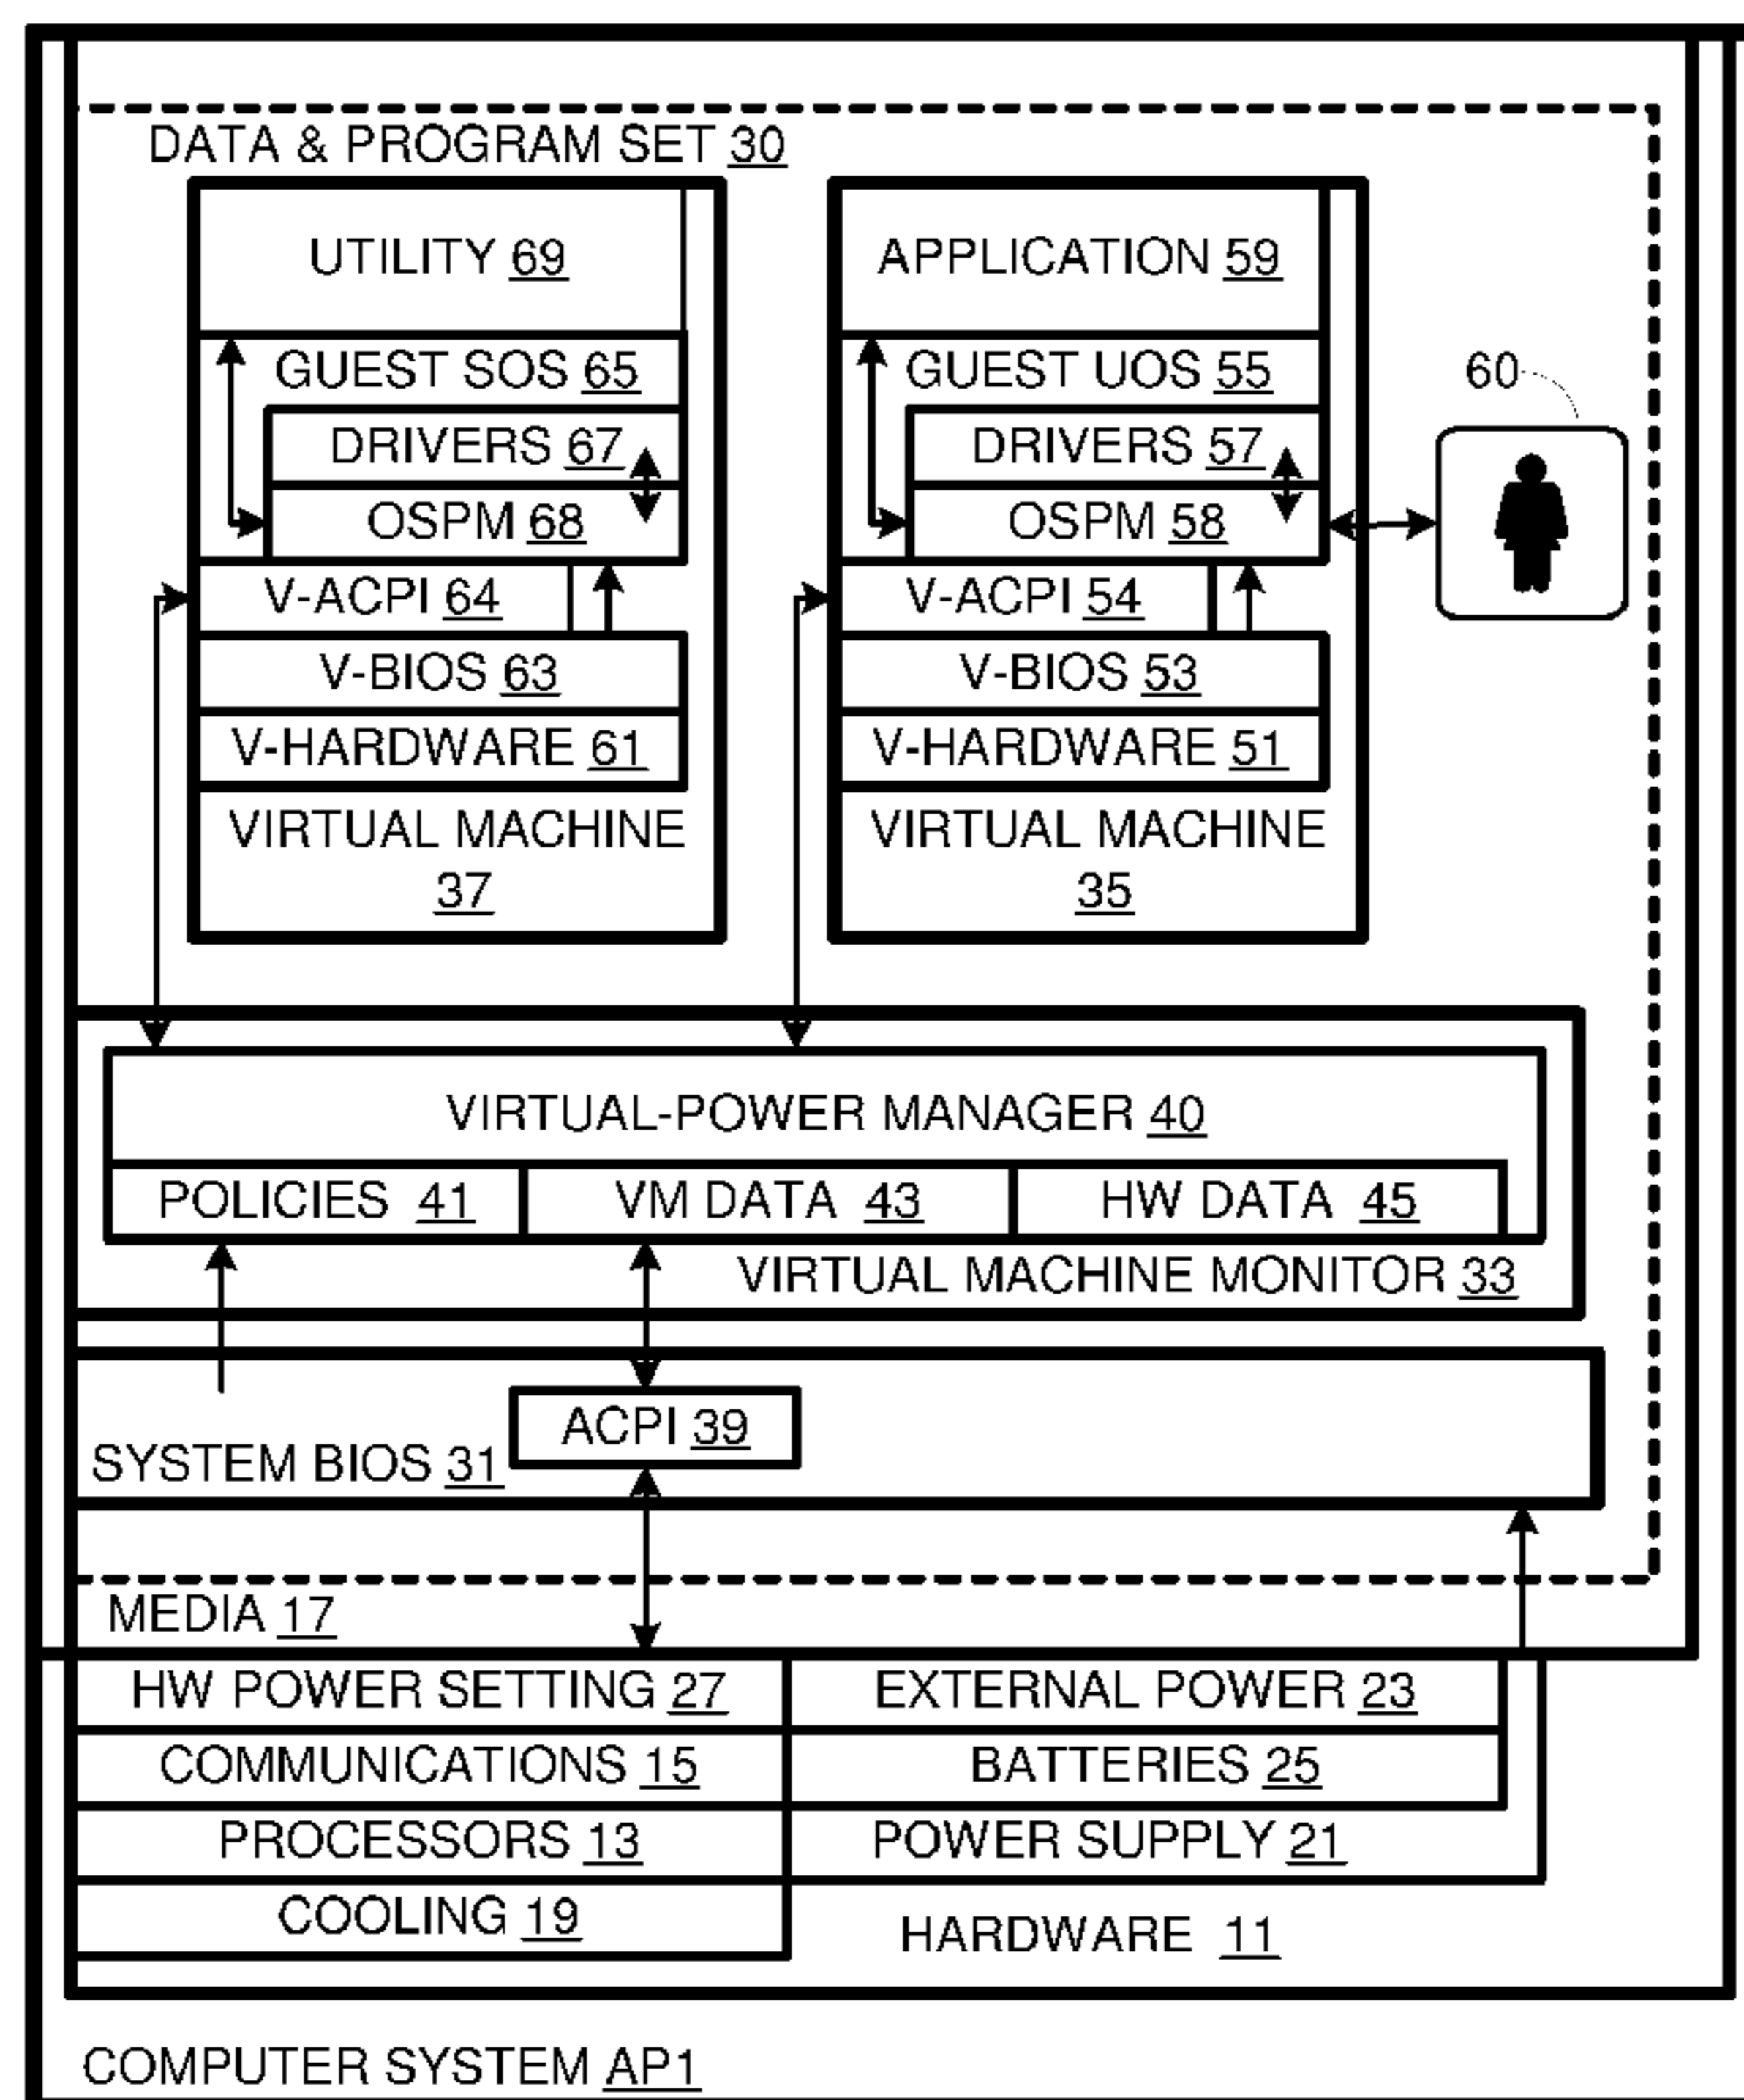 DATA & PROGRAM SET 30
UTILITY 69
GUEST SOS 65
DRIVERS 67
OSPM 68
V-ACPI 64
V-BIOS 63
V-HARDWARE 61
VIRTUAL MACHINE
37
APPLICATION 59
GUEST UOS 55
DRIVERS 57
OSPM 58
V-ACPI 54
V-BIOS 53
V-HARDWARE 51
VIRTUAL MACHINE
35
60
VIRTUAL-POWER MANAGER 40
POLICIES 41
VM DATA 43
HW DATA 45
VIRTUAL MACHINE MONITOR 33
ACPI 39
SYSTEM BIOS 31
MEDIA 17
HW POWER SETTING 27
EXTERNAL POWER 23
COMMUNICATIONS 15
BATTERIES 25
PROCESSORS 13
POWER SUPPLY 21
COOLING 19
HARDWARE 11
COMPUTER SYSTEM AP1